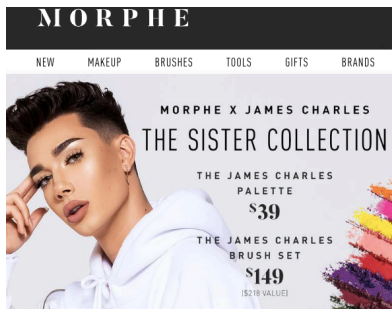 MORPHE
NEW MAKEUP BRUSHES TOOLS GIFTS BRANDS
MORPHE X JAMES CHARLES
THE SISTER COLLECTION
THE JAMES CHARLES
PALETTE
$39
THE JAMES CHARLES
BRUSH SET
$149
($218 VALUE)